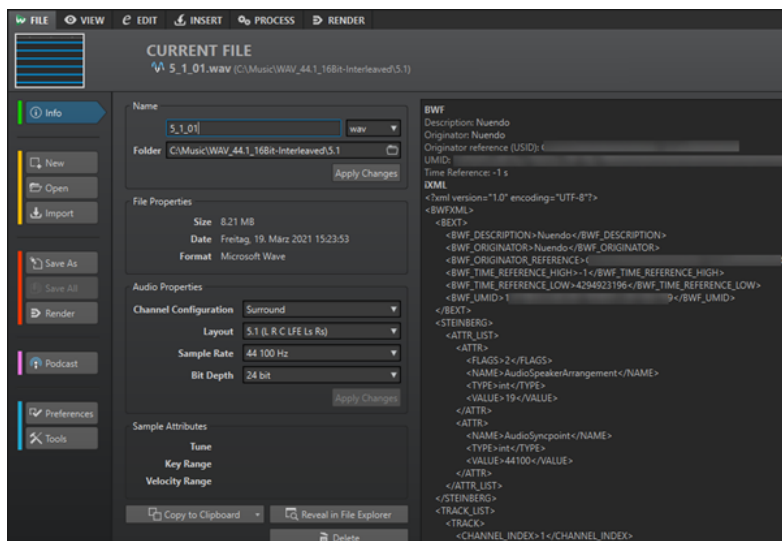 FILE VIEW EDIT INSERT PROCESS RENDER
CURRENT FILE
5_1_01.wav (C:\Music\WAV_44.1_16Bit-Interleaved\5.1)
Info
New
Open
Import
Save As
Save All
Render
Podcast
Preferences
Tools
Name
5_1_01 wav
Folder C:\Music\WAV_44.1_16Bit-Interleaved\5.1
Apply Changes
File Properties
Size 8.21 MB
Date Freitag, 19. März 2021 15:23:53
Format Microsoft Wave
Audio Properties
Channel Configuration Surround
Layout 5.1 (L R C LFE Ls Rs)
Sample Rate 44 100 Hz
Bit Depth 24 bit
Apply Changes
Sample Attributes
Tune
Key Range
Velocity Range
Copy to Clipboard Reveal in File Explorer
Delete
BWF
Description: Nuendo
Originator: Nuendo
Originator reference (USID):
UMID:
Time Reference: -1 s
iXML
<?xml version="1.0" encoding="UTF-8"?>
<BWFXML>
<BEXT>
<BWF_DESCRIPTION>Nuendo</BWF_DESCRIPTION>
<BWF_ORIGINATOR>Nuendo</BWF_ORIGINATOR>
<BWF_ORIGINATOR_REFERENCE>
<BWF_TIME_REFERENCE_HIGH>-1</BWF_TIME_REFERENCE_HIGH>
<BWF_TIME_REFERENCE_LOW>4294923196</BWF_TIME_REFERENCE_LOW>
<BWF_UMID>1 9</BWF_UMID>
</BEXT>
<STEINBERG>
<ATTR_LIST>
<ATTR>
<FLAGS>2</FLAGS>
<NAME>AudioSpeakerArrangement</NAME>
<TYPE>int</TYPE>
<VALUE>19</VALUE>
</ATTR>
<ATTR>
<NAME>AudioSyncpoint</NAME>
<TYPE>int</TYPE>
<VALUE>44100</VALUE>
</ATTR>
</ATTR_LIST>
</STEINBERG>
<TRACK_LIST>
<TRACK>
<CHANNEL_INDEX>1</CHANNEL_INDEX>